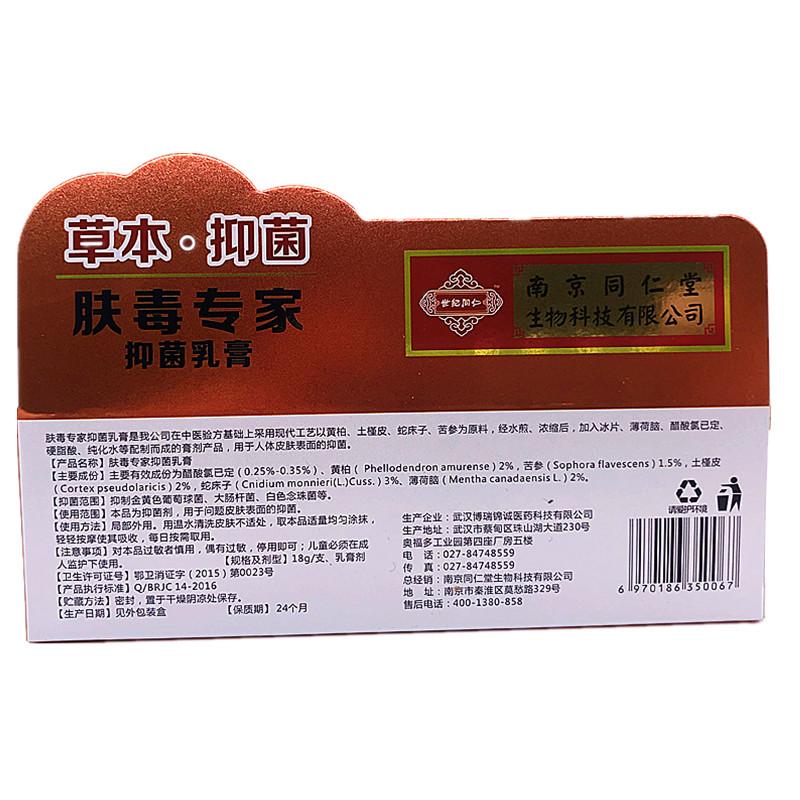 草本·抑菌
肤毒专家
抑菌乳膏
世纪同仁
TM
南京同仁堂
生物科技有限公司
肤毒专家抑菌乳膏是我公司在中医验方基础上采用现代工艺以黄柏、土槿皮、蛇床子、苦参为原料，经水煎、浓缩后，加入冰片、薄荷脑、醋酸氯已定、
硬脂酸、纯化水等配制而成的膏剂产品，用于人体皮肤表面的抑菌。
【产品名称】肤毒专家抑菌乳膏
【主要成份】主要有效成份为醋酸氯已定（0.25%-0.35%）、黄柏（Phellodendron amurense）2%，苦参（Sophora flavescens）1.5%，土槿皮
（Cortex pseudolaricis）2%，蛇床子（Cnidium monnieri(L.)Cuss.）3%、薄荷脑（Mentha canadaensis L.）2%。
【抑菌范围】抑制金黄色葡萄球菌、大肠杆菌、白色念珠菌等。
【使用范围】本品为抑菌剂，用于问题皮肤表面的抑菌。
【使用方法】局部外用。用温水清洗皮肤不适处，取本品适量均匀涂抹，
轻轻按摩使其吸收，每日按需取用。
【注意事项】对本品过敏者慎用，偶有过敏，停用即可；儿童必须在成
人监护下使用。 【规格及剂型】18g/支、乳膏剂
【卫生许可证号】鄂卫消证字（2015）第0023号
【产品执行标准】Q/BRJC 14-2016
【贮藏方法】密封，置于干燥阴凉处保存。
【生产日期】见外包装盒 【保质期】24个月
生产企业：武汉博瑞锦诚医药科技有限公司
生产地址：武汉市蔡甸区珠山湖大道230号
奥福多工业园第四座厂房五楼
电 话：027-84748559
传 真：027-84748559
总经销：南京同仁堂生物科技有限公司
地 址：南京市秦淮区莫愁路329号
售后电话：400-1380-858
请爱护环境
6 970186 350067